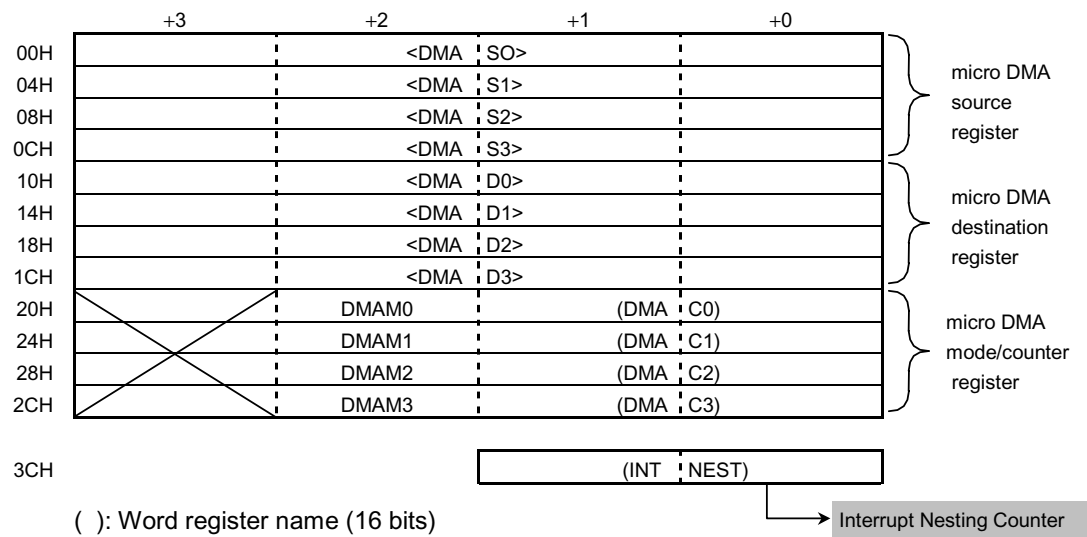 +3 +2 +1 +0
00H <DMA SO>
04H <DMA S1>
08H <DMA S2>
0CH <DMA S3>
micro DMA
source
register
10H <DMA D0>
14H <DMA D1>
18H <DMA D2>
1CH <DMA D3>
micro DMA
destination
register
20H DMAM0 (DMA C0)
24H DMAM1 (DMA C1)
28H DMAM2 (DMA C2)
2CH DMAM3 (DMA C3)
micro DMA
mode/counter
register
3CH (INT NEST)
( ): Word register name (16 bits)
Interrupt Nesting Counter